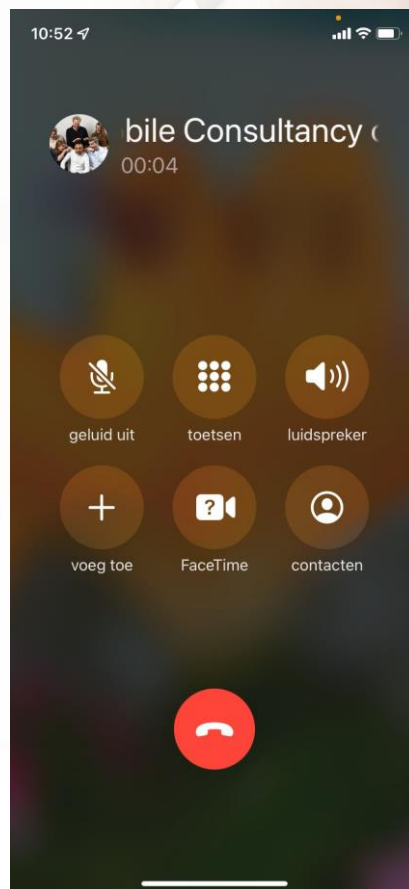 10:52
bile Consultancy
00:04
geluid uit toetsen luidspreker
voeg toe FaceTime contacten